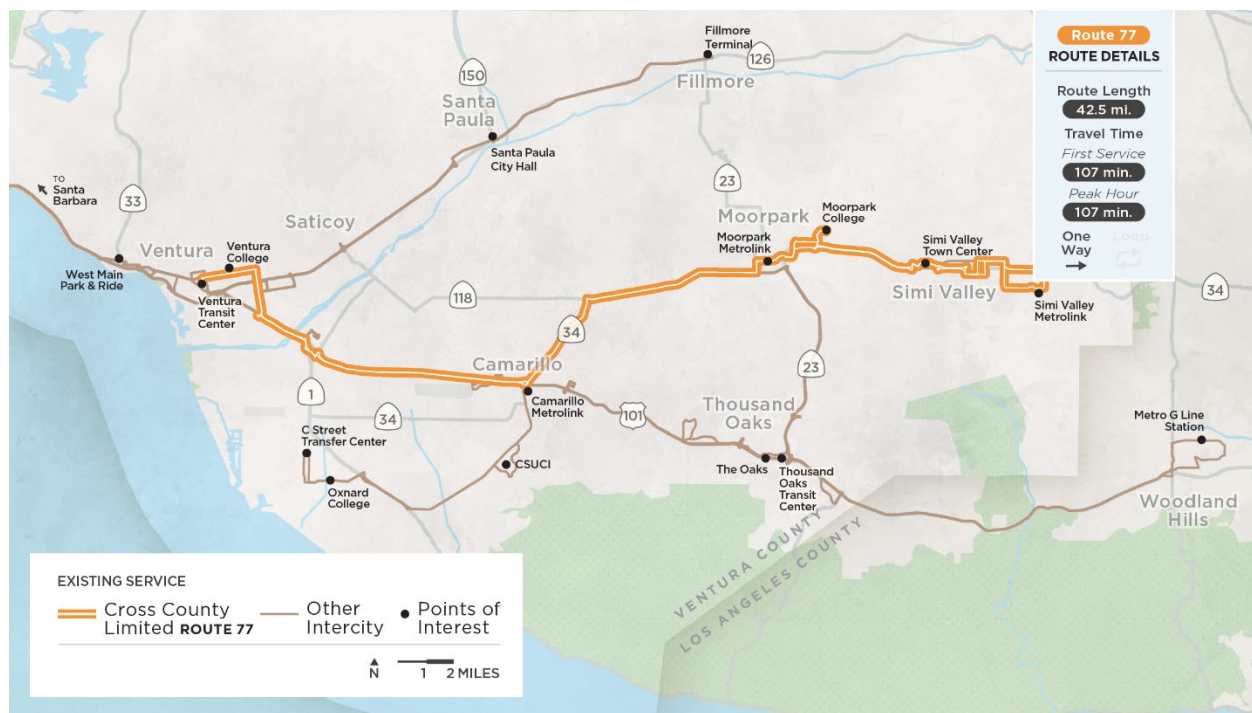 Fillmore
Terminal
126
Fillmore
150
Santa
Paula
Santa Paula
City Hall
TO
Santa
Barbara
33
Saticoy
Ventura
Ventura
College
West Main
Park & Ride
Ventura
Transit
Center
23
Moorpark
Moorpark
College
Moorpark
Metrolink
Simi Valley
Town Center
Simi Valley
Simi Valley
Metrolink
34
118
34
Camarillo
Camarillo
Metrolink
1
34
C Street
Transfer Center
Oxnard
College
CSUCI
101
23
Thousand
Oaks
The Oaks
Thousand
Oaks
Transit
Center
Metro G Line
Station
Woodland
Hills
VENTURA COUNTY
LOS ANGELES COUNTY
Route 77
ROUTE DETAILS
Route Length
42.5 mi.
Travel Time
First Service
107 min.
Peak Hour
107 min.
One
Way
Loop
EXISTING SERVICE
Cross County
Limited ROUTE 77
Other
Intercity
Points of
Interest
N
1 2 MILES